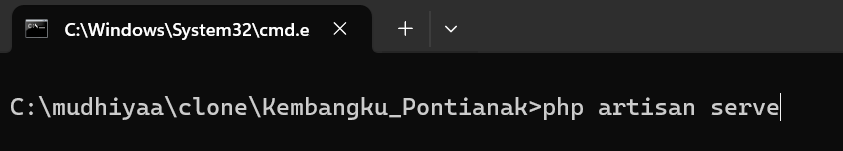 C:\Windows\System32\cmd.e
C:\mudhiyaa\clone\Kembangku_Pontianak>php artisan serve